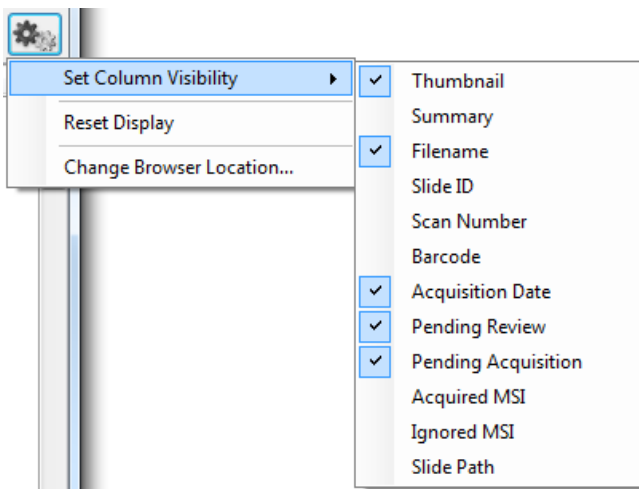 Set Column Visibility
Reset Display
Change Browser Location...
Thumbnail
Summary
Filename
Slide ID
Scan Number
Barcode
Acquisition Date
Pending Review
Pending Acquisition
Acquired MSI
Ignored MSI
Slide Path